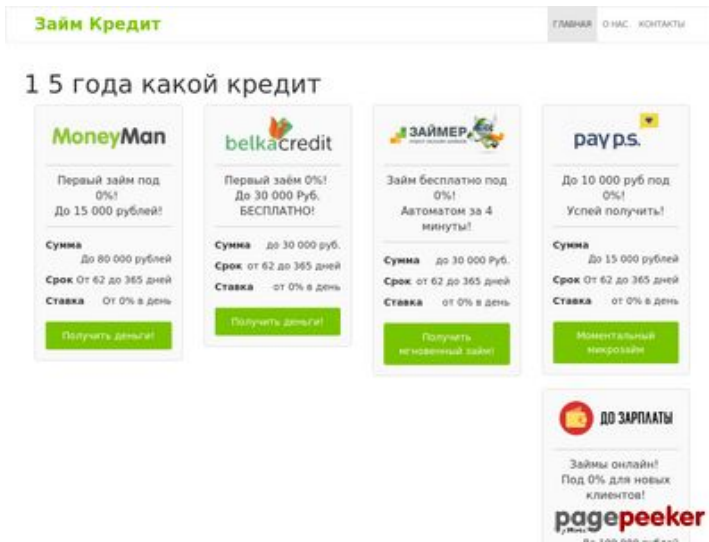 Займ Кредит
ГЛАВНАЯ О НАС КОНТАКТЫ
1 5 года какой кредит
MoneyMan
Первый займ под
0%!
До 15 000 рублей!
Сумма
До 80 000 рублей
Срок От 62 до 365 дней
Ставка От 0% в день
Получить деньги!
belkacredit
Первый заём 0%!
До 30 000 Руб.
БЕСПЛАТНО!
Сумма до 30 000 руб.
Срок от 62 до 365 дней
Ставка от 0% в день
Получить деньги!
ЗАЙМЕР
Займ бесплатно под
0%!
Автоматом за 4
минуты!
Сумма до 30 000 Руб.
Срок от 62 до 365 дней
Ставка от 0% в день
Получить
мгновенный займ!
pay p.s.
До 10 000 руб под
0%!
Успей получить!
Сумма
До 15 000 рублей
Срок От 62 до 365 дней
Ставка От 0% в день
Моментальный
микрозайм
ДО ЗАРПЛАТЫ
Займы онлайн!
Под 0% для новых
клиентов!
pagepeeker
До 100 000 рублей